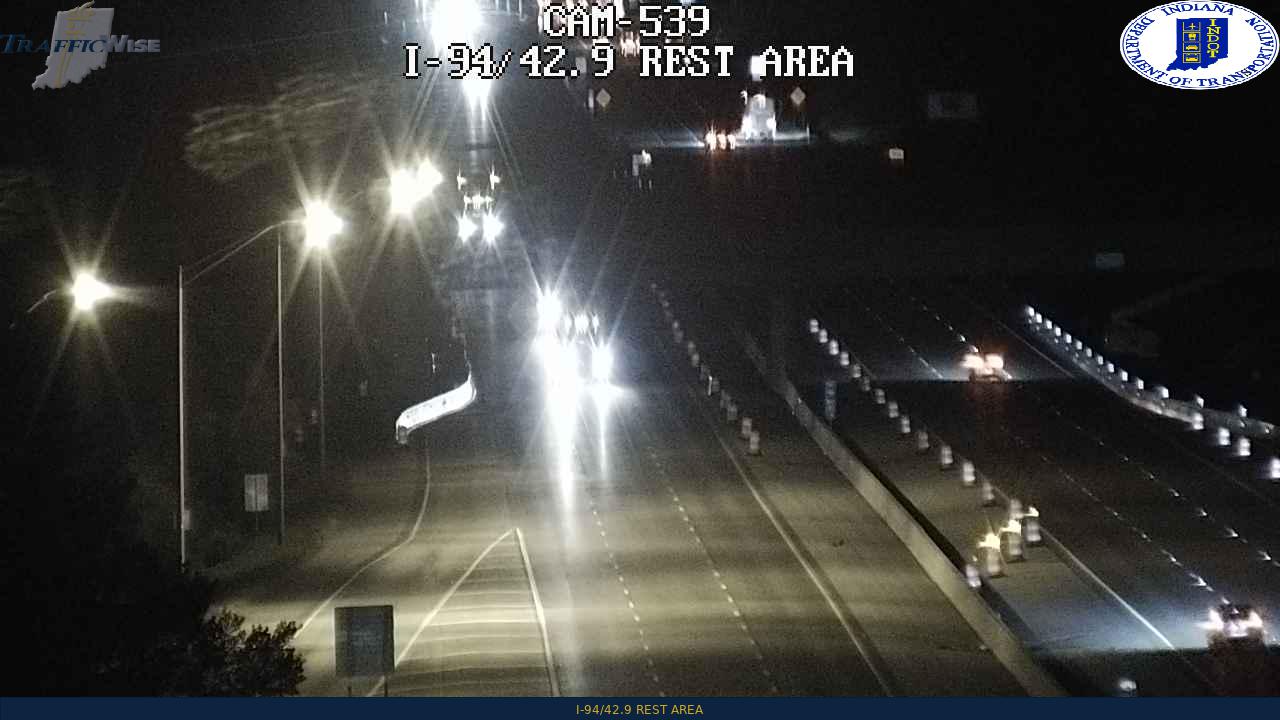 TRAFFICWISE
CAM-539
I-94/42.9 REST AREA
INDIANA
DEPARTMENT OF TRANSPORTATION
INDOT
I-94/42.9 REST AREA